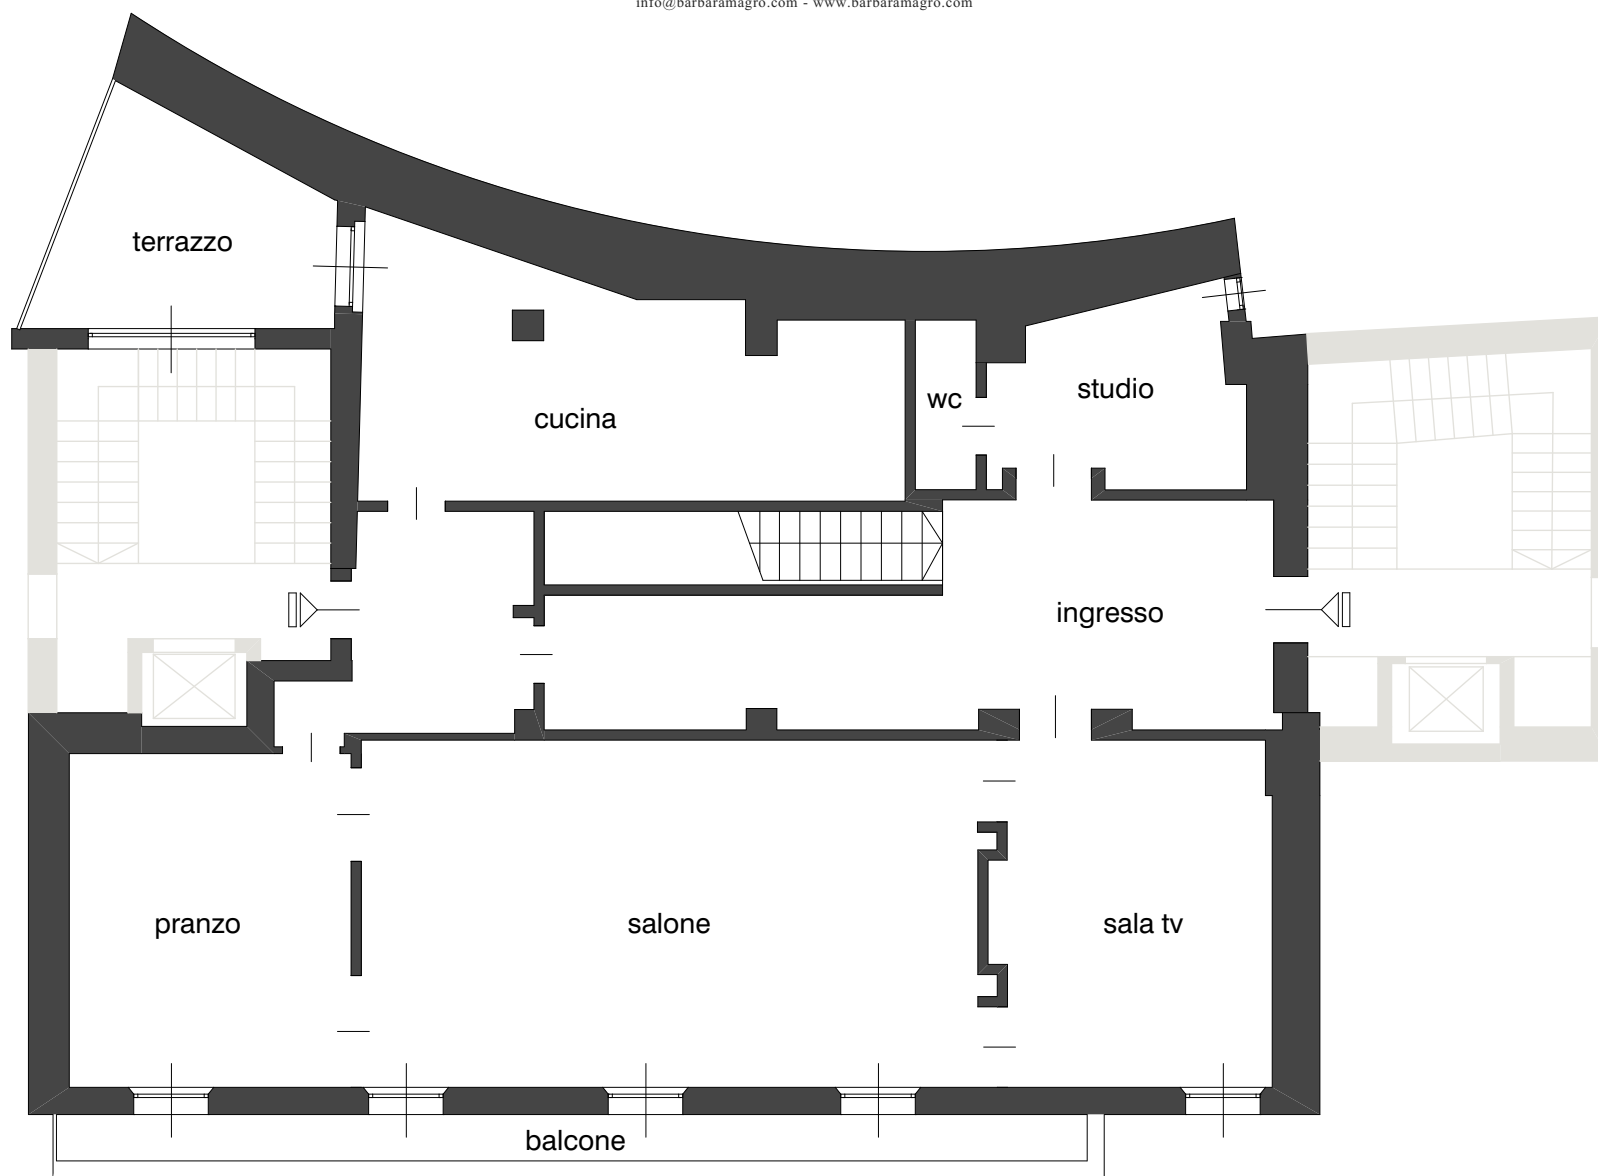 info@barbaramagro.com - www.barbaramagro.com
terrazzo
cucina
wc
studio
ingresso
pranzo
salone
sala tv
balcone